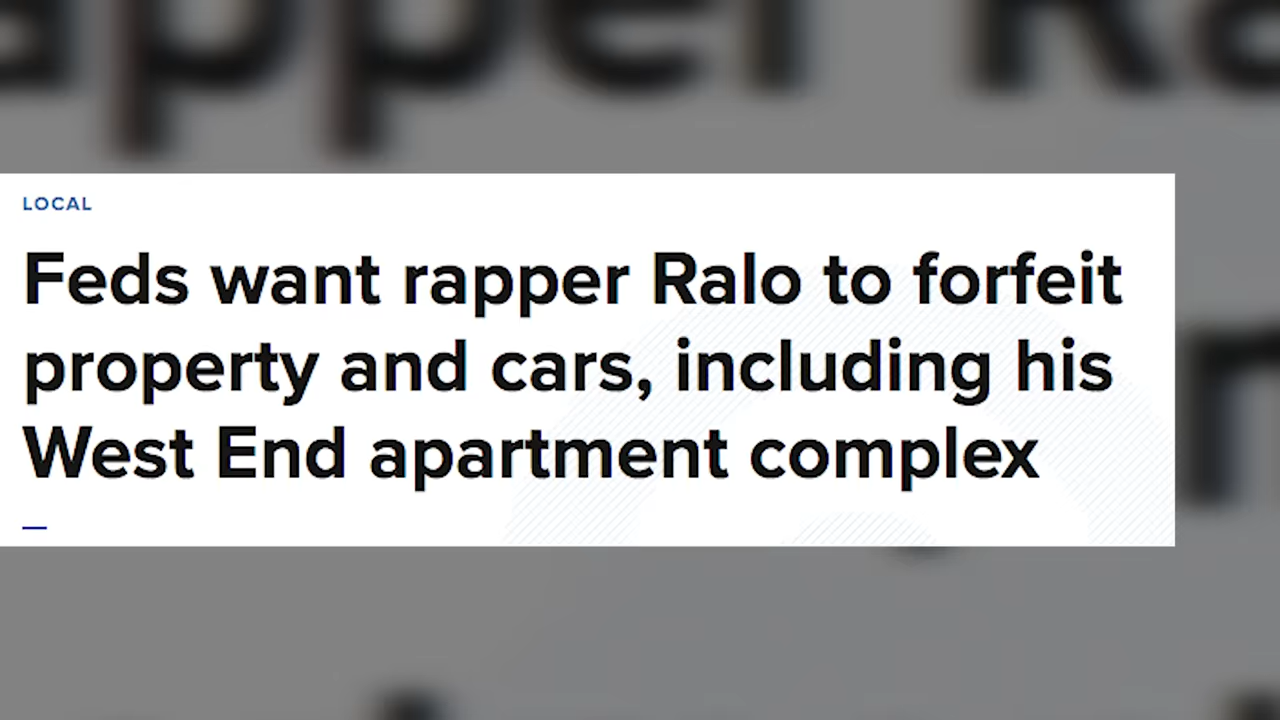 LOCAL
Feds want rapper Ralo to forfeit
property and cars, including his
West End apartment complex